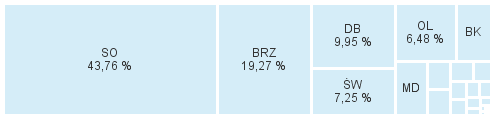 SO
43,76 %
BRZ
19,27 %
DB
9,95 %
ŚW
7,25 %
OL
6,48 %
BK
MD